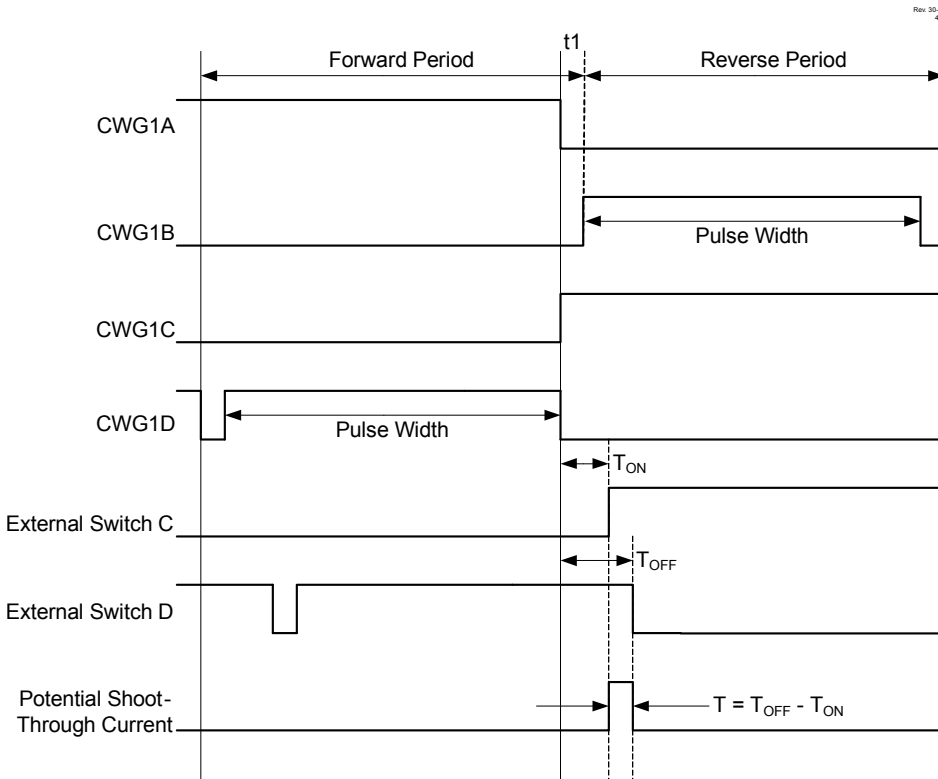 Rev. 30-
4
t1
Forward Period
Reverse Period
CWG1A
CWG1B
Pulse Width
CWG1C
CWG1D
Pulse Width
TON
External Switch C
TOFF
External Switch D
Potential Shoot-
Through Current
T = TOFF - TON